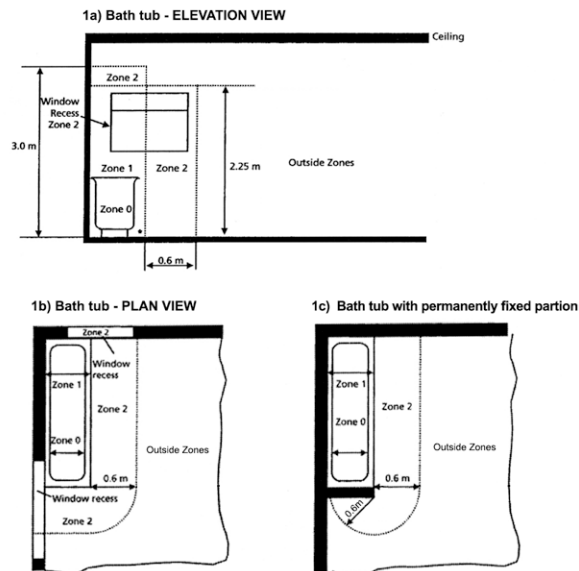 1a) Bath tub - ELEVATION VIEW
Ceiling
Zone 2
Window
Recess
Zone 2
3.0 m
Zone 1
Zone 2
2.25 m
Outside Zones
Zone 0
0.6 m
1b) Bath tub - PLAN VIEW
Zone 2
Window
recess
Zone 1
Zone 2
Zone 0
Outside Zones
0.6 m
Window recess
Zone 2
1c) Bath tub with permanently fixed partion
Zone 1
Zone 2
Zone 0
Outside Zones
0.6 m
0.6m